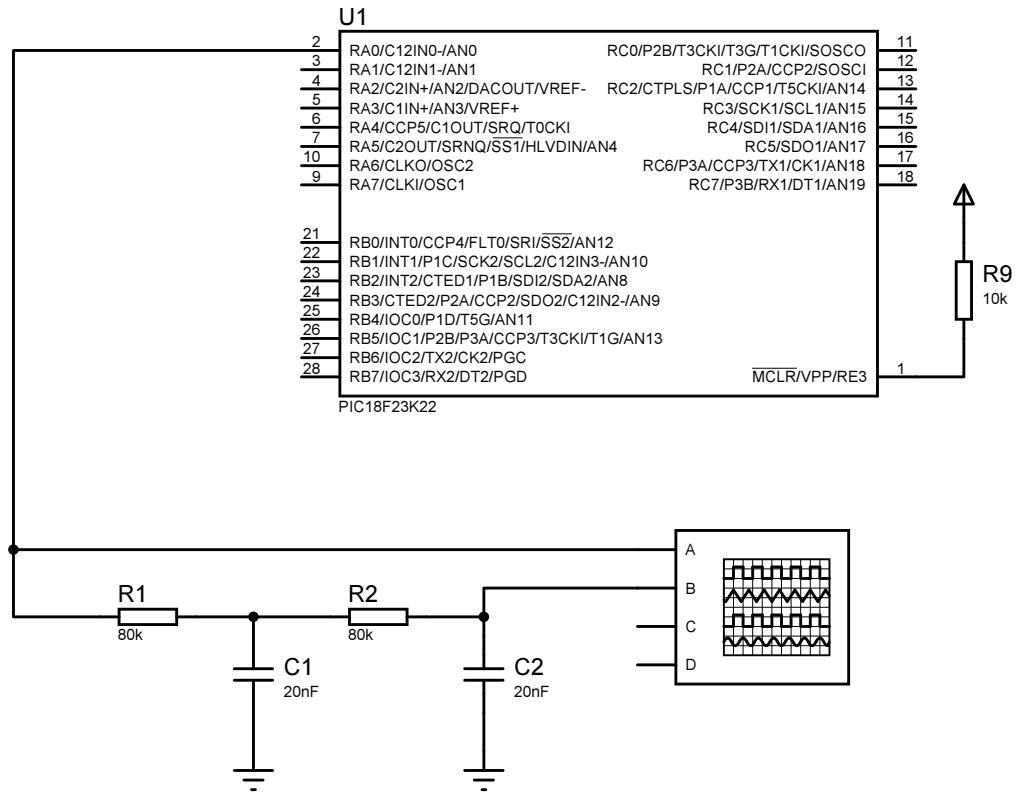 U1
2 RA0/C12IN0-/AN0 RC0/P2B/T3CKI/T3G/T1CKI/SOSCO 11
3 RA1/C12IN1-/AN1 RC1/P2A/CCP2/SOSCI 12
4 RA2/C2IN+/AN2/DACOUT/VREF- RC2/CTPLS/P1A/CCP1/T5CKI/AN14 13
5 RA3/C1IN+/AN3/VREF+ RC3/SCK1/SCL1/AN15 14
6 RA4/CCP5/C1OUT/SRQ/T0CKI RC4/SDI1/SDA1/AN16 15
7 RA5/C2OUT/SRNQ/SS1/HLVDIN/AN4 RC5/SDO1/AN17 16
10 RA6/CLKO/OSC2 RC6/P3A/CCP3/TX1/CK1/AN18 17
9 RA7/CLKI/OSC1 RC7/P3B/RX1/DT1/AN19 18
21 RB0/INT0/CCP4/FLT0/SRI/SS2/AN12
22 RB1/INT1/P1C/SCK2/SCL2/C12IN3-/AN10
23 RB2/INT2/CTED1/P1B/SDI2/SDA2/AN8
24 RB3/CTED2/P2A/CCP2/SDO2/C12IN2-/AN9
25 RB4/IOC0/P1D/T5G/AN11
26 RB5/IOC1/P2B/P3A/CCP3/T3CKI/T1G/AN13
27 RB6/IOC2/TX2/CK2/PGC
28 RB7/IOC3/RX2/DT2/PGD MCLR/VPP/RE3 1
PIC18F23K22
R9
10k
A
B
C
D
R1
80k
R2
80k
C1
20nF
C2
20nF